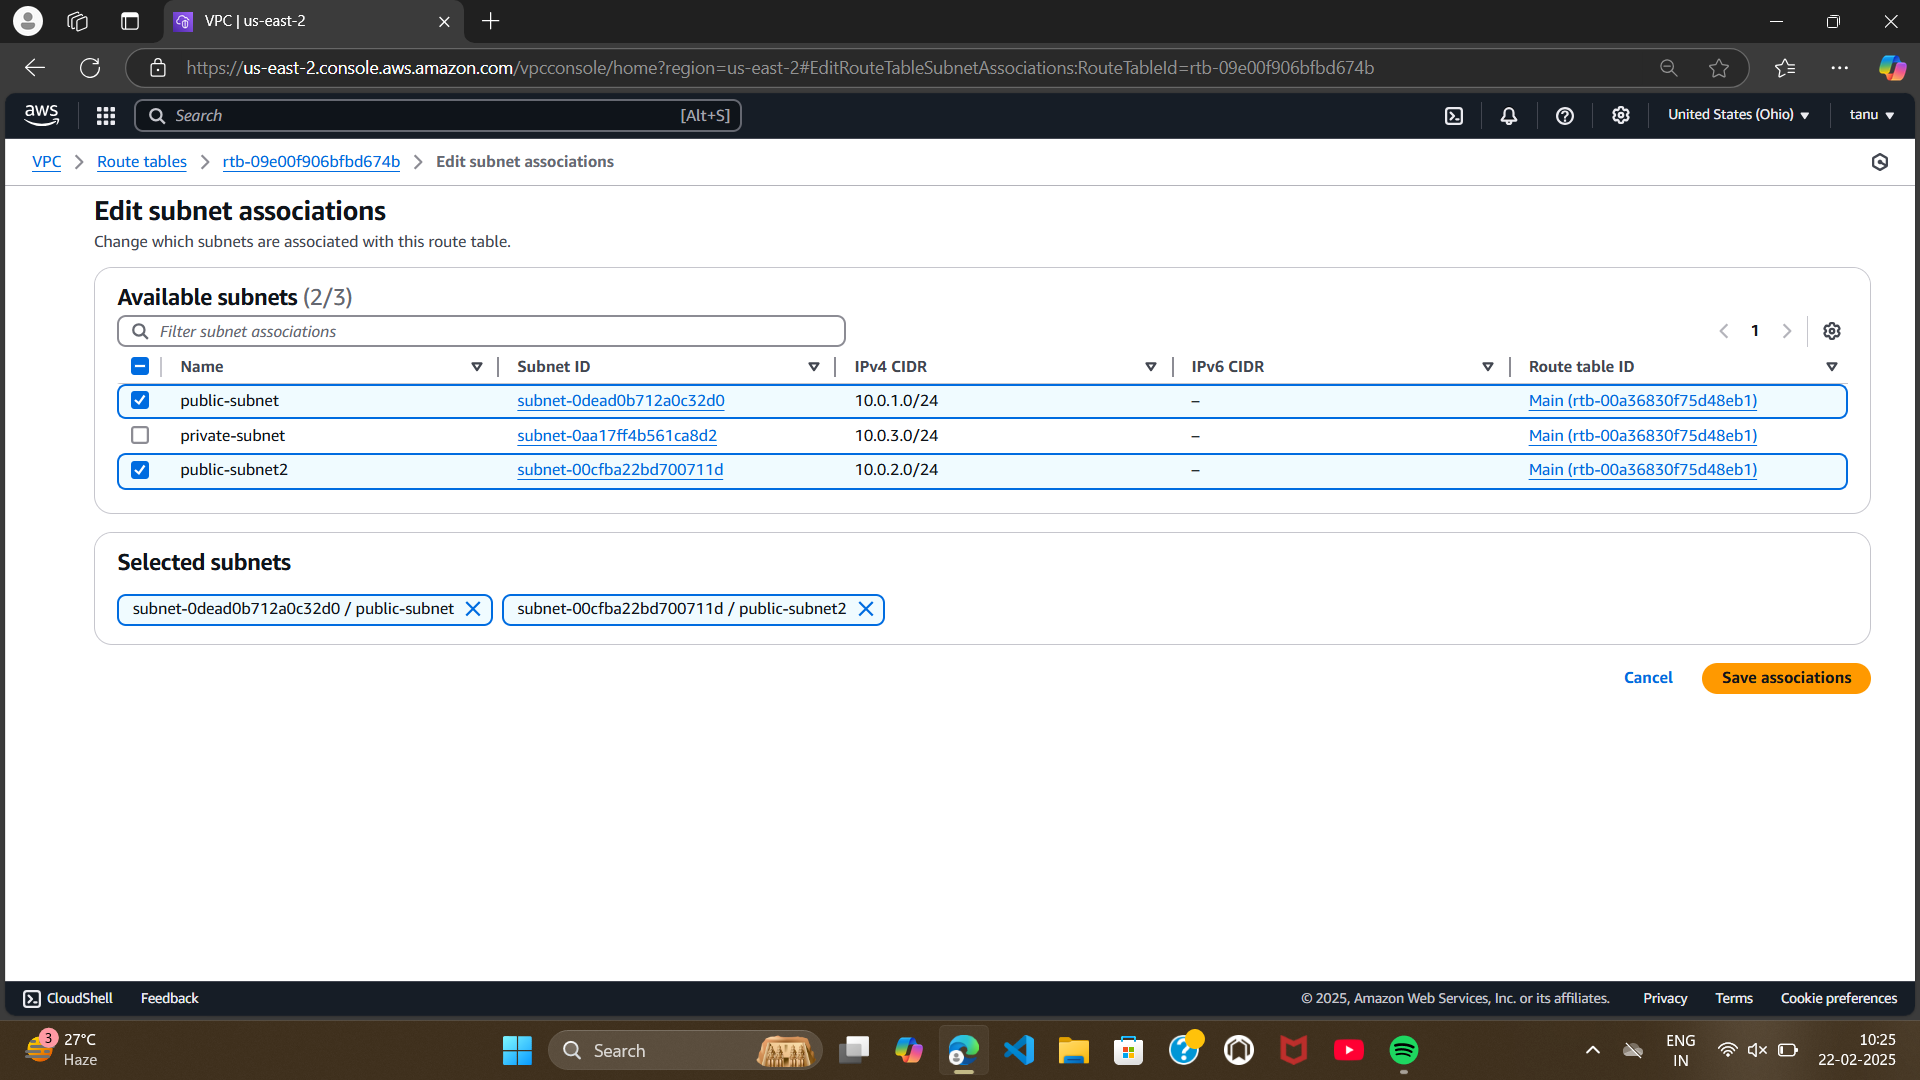 VPC | us-east-2
https://us-east-2.console.aws.amazon.com/vpcconsole/home?region=us-east-2#EditRouteTableSubnetAssociations:RouteTableId=rtb-09e00f906bfbd674b
aws Search [Alt+S] United States (Ohio) tanu
VPC Route tables rtb-09e00f906bfbd674b Edit subnet associations
Edit subnet associations
Change which subnets are associated with this route table.
Available subnets (2/3)
Filter subnet associations 1
Name Subnet ID IPv4 CIDR IPv6 CIDR Route table ID
public-subnet subnet-0dead0b712a0c32d0 10.0.1.0/24 – Main (rtb-00a36830f75d48eb1)
private-subnet subnet-0aa17ff4b561ca8d2 10.0.3.0/24 – Main (rtb-00a36830f75d48eb1)
public-subnet2 subnet-00cfba22bd700711d 10.0.2.0/24 – Main (rtb-00a36830f75d48eb1)
Selected subnets
subnet-0dead0b712a0c32d0 / public-subnet subnet-00cfba22bd700711d / public-subnet2
Cancel Save associations
CloudShell Feedback © 2025, Amazon Web Services, Inc. or its affiliates. Privacy Terms Cookie preferences
3 27°C ENG 10:25
Haze Search IN 22-02-2025